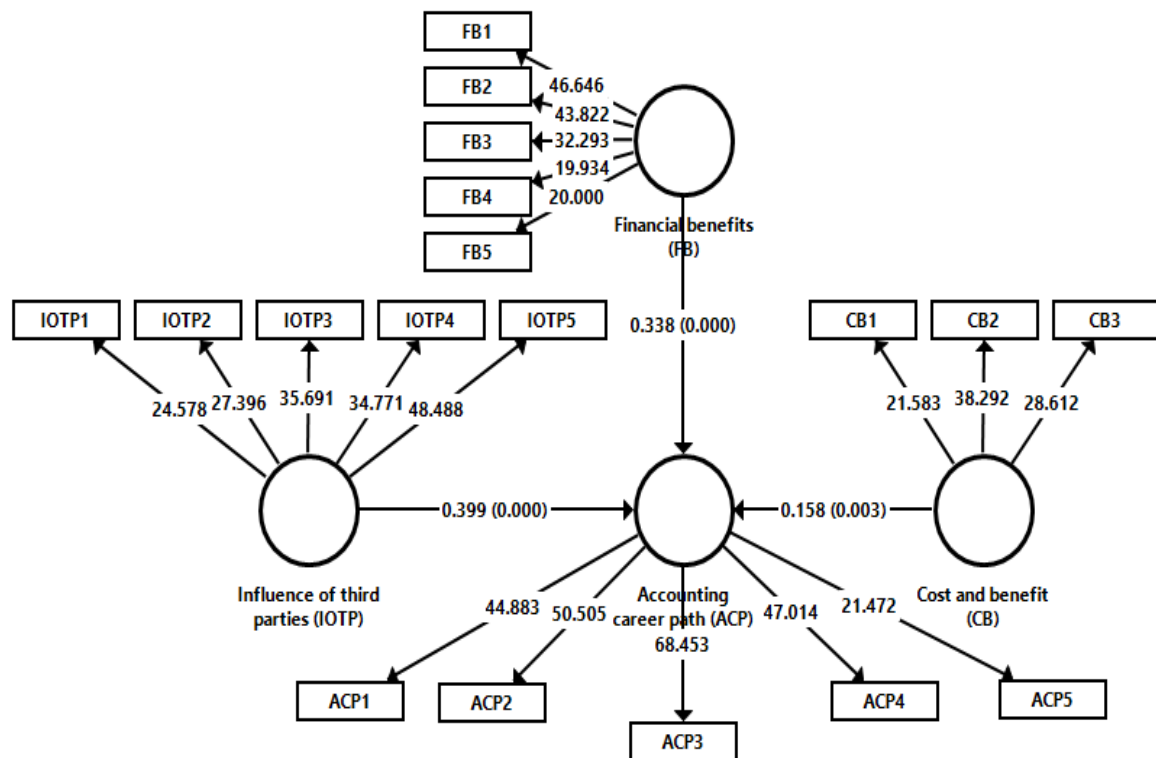 FB1
46.646
FB2
43.822
FB3
32.293
19.934
FB4
20.000
FB5
Financial benefits
(FB)
IOTP1 IOTP2 IOTP3 IOTP4 IOTP5
0.338 (0.000)
CB1 CB2 CB3
24.578 27.396 35.691 34.771 48.488
21.583 38.292 28.612
0.399 (0.000)
0.158 (0.003)
Influence of third
parties (IOTP)
Accounting
career path (ACP)
Cost and benefit
(CB)
44.883 50.505 68.453 47.014 21.472
ACP1 ACP2 ACP3 ACP4 ACP5